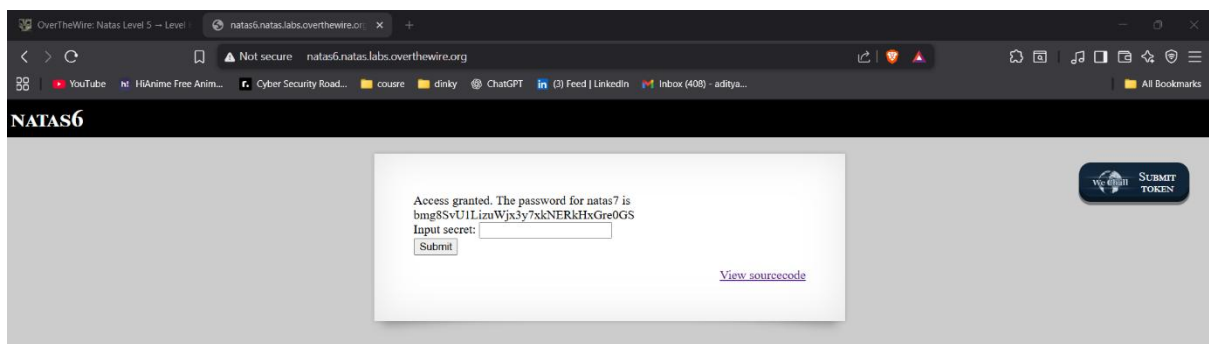 OverTheWire: Natas Level 5 → Level
natas6.natas.labs.overthewire.org
Not secure natas6.natas.labs.overthewire.org
YouTube
HiAnime Free Anim...
Cyber Security Road...
cousre
dinky
ChatGPT
(3) Feed | LinkedIn
Inbox (408) - aditya...
All Bookmarks
NATAS6
We Chall
SUBMIT
TOKEN
Access granted. The password for natas7 is
bmg8SvU1LizuWjx3y7xkNERkHxGre0GS
Input secret:
Submit
View sourcecode